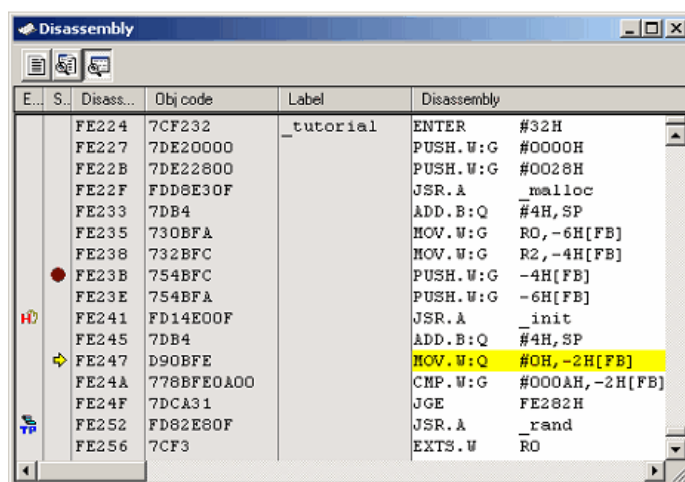 Disassembly
E... S.. Disass... Obj code Label Disassembly
FE224 7CF232 _tutorial ENTER #32H
FE227 7DE20000 PUSH.W:G #0000H
FE22B 7DE22800 PUSH.W:G #0028H
FE22F FDD8E30F JSR.A _malloc
FE233 7DB4 ADD.B:Q #4H,SP
FE235 730BFA MOV.W:G R0,-6H[FB]
FE238 732BFC MOV.W:G R2,-4H[FB]
FE23B 754BFC PUSH.W:G -4H[FB]
FE23E 754BFA PUSH.W:G -6H[FB]
H FE241 FD14E00F JSR.A _init
FE245 7DB4 ADD.B:Q #4H,SP
FE247 D90BFE MOV.W:Q #0H,-2H[FB]
FE24A 778BFE0A00 CMP.W:G #000AH,-2H[FB]
FE24F 7DCA31 JGE FE282H
TP FE252 FD82E80F JSR.A _rand
FE256 7CF3 EXTS.W R0